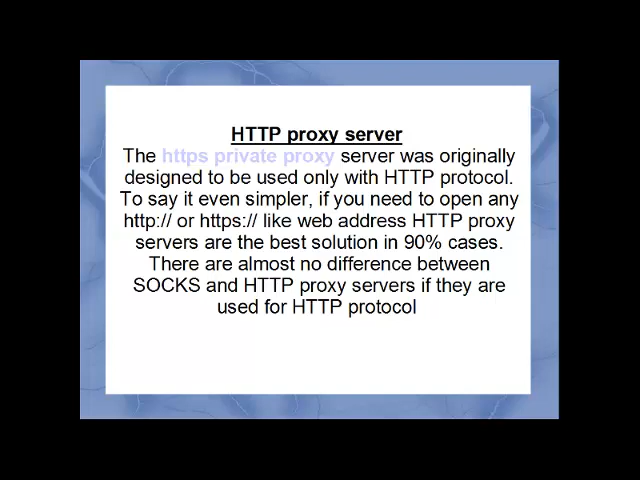 HTTP proxy server
The https private proxy server was originally
designed to be used only with HTTP protocol.
To say it even simpler, if you need to open any
http:// or https:// like web address HTTP proxy
servers are the best solution in 90% cases.
There are almost no difference between
SOCKS and HTTP proxy servers if they are
used for HTTP protocol